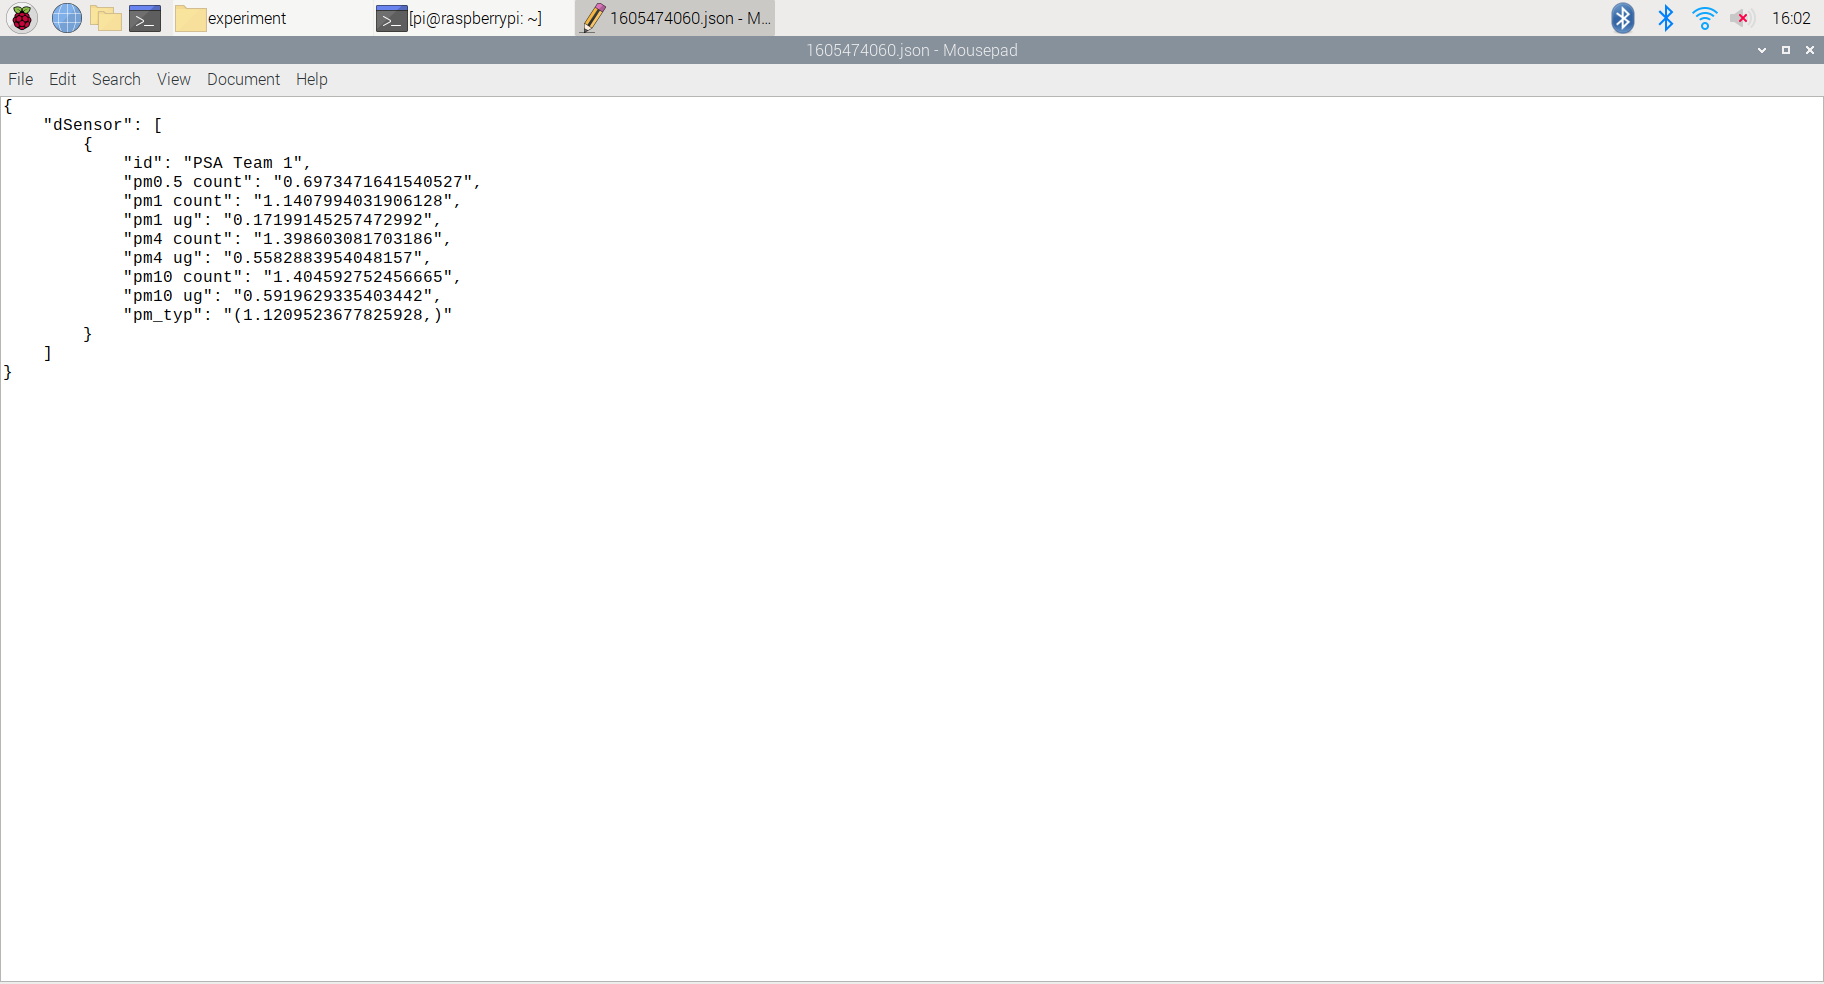 experiment
[pi@raspberrypi: ~]
1605474060.json - M...
16:02
1605474060.json - Mousepad
File Edit Search View Document Help
{
    "dSensor": [
        {
            "id": "PSA Team 1",
            "pm0.5 count": "0.6973471641540527",
            "pm1 count": "1.1407994031906128",
            "pm1 ug": "0.17199145257472992",
            "pm4 count": "1.398603081703186",
            "pm4 ug": "0.5582883954048157",
            "pm10 count": "1.404592752456665",
            "pm10 ug": "0.5919629335403442",
            "pm_typ": "(1.1209523677825928,)"
        }
    ]
}